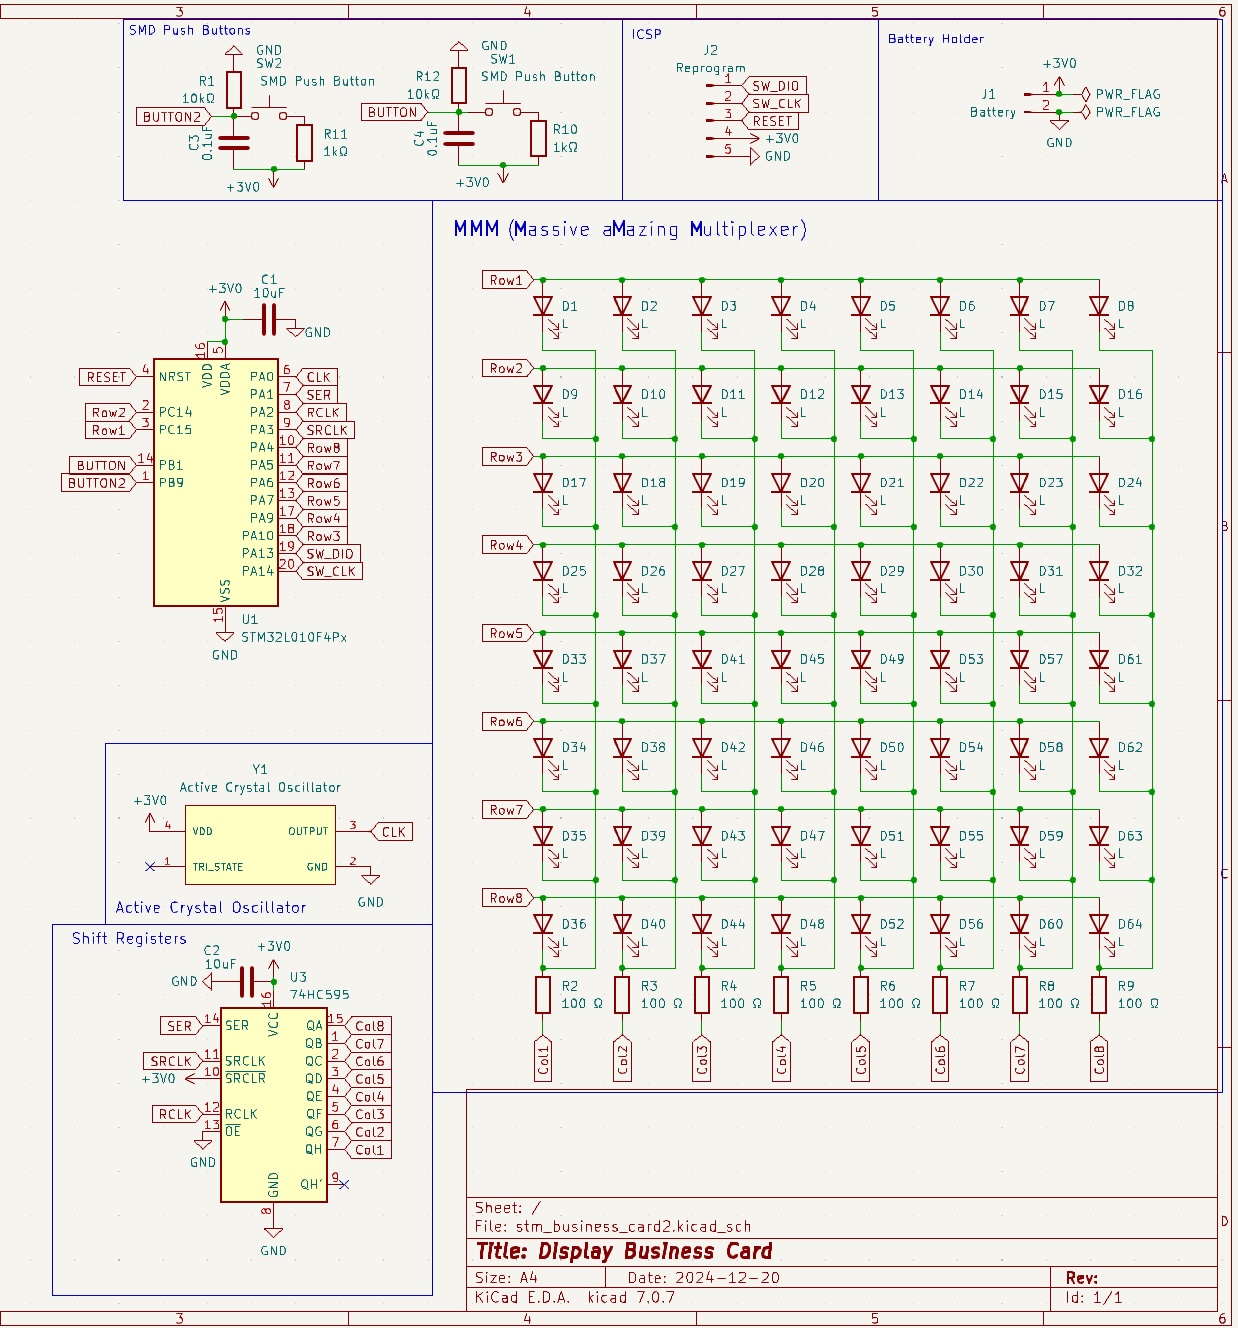 3 4 5 6
SMD Push Buttons
GND
SW2
R1
SMD Push Button
10kΩ
BUTTON2
C3
0.1uF
R11
1kΩ
+3V0
GND
SW1
R12
SMD Push Button
10kΩ
BUTTON
C4
0.1uF
R10
1kΩ
+3V0
ICSP
J2
Reprogram
1 SW_DIO
2 SW_CLK
3 RESET
4 +3V0
5 GND
Battery Holder
+3V0
J1
Battery
1 PWR_FLAG
2 PWR_FLAG
GND
A
B
C
D
+3V0
C1
10uF
GND
16 5
VDD VDDA
RESET 4 NRST
Row2 2 PC14
Row1 3 PC15
BUTTON 14 PB1
BUTTON2 1 PB9
PA0 6 CLK
PA1 7 SER
PA2 8 RCLK
PA3 9 SRCLK
PA4 10 Row8
PA5 11 Row7
PA6 12 Row6
PA7 13 Row5
PA9 17 Row4
PA10 18 Row3
PA13 19 SW_DIO
PA14 20 SW_CLK
VSS
15
U1
STM32L010F4Px
GND
MMM (Massive aMazing Multiplexer)
Row1
D1 D2 D3 D4 D5 D6 D7 D8
L L L L L L L L
Row2
D9 D10 D11 D12 D13 D14 D15 D16
L L L L L L L L
Row3
D17 D18 D19 D20 D21 D22 D23 D24
L L L L L L L L
Row4
D25 D26 D27 D28 D29 D30 D31 D32
L L L L L L L L
Row5
D33 D37 D41 D45 D49 D53 D57 D61
L L L L L L L L
Row6
D34 D38 D42 D46 D50 D54 D58 D62
L L L L L L L L
Row7
D35 D39 D43 D47 D51 D55 D59 D63
L L L L L L L L
Row8
D36 D40 D44 D48 D52 D56 D60 D64
L L L L L L L L
R2 R3 R4 R5 R6 R7 R8 R9
100 Ω 100 Ω 100 Ω 100 Ω 100 Ω 100 Ω 100 Ω 100 Ω
Col1 Col2 Col3 Col4 Col5 Col6 Col7 Col8
Y1
Active Crystal Oscillator
+3V0
4 VDD OUTPUT 3 CLK
1 TRI_STATE GND 2
GND
Active Crystal Oscillator
Shift Registers
+3V0
C2
10uF
GND
U3
74HC595
16
VCC
SER 14 SER
SRCLK 11 SRCLK
+3V0 10 SRCLR
RCLK 12 RCLK
13 OE
GND
QA 15 Col8
QB 1 Col7
QC 2 Col6
QD 3 Col5
QE 4 Col4
QF 5 Col3
QG 6 Col2
QH 7 Col1
QH' 9
GND
8
GND
Sheet: /
File: stm_business_card2.kicad_sch
Title: Display Business Card
Size: A4 Date: 2024-12-20 Rev:
KiCad E.D.A. kicad 7.0.7 Id: 1/1
3 4 5 6